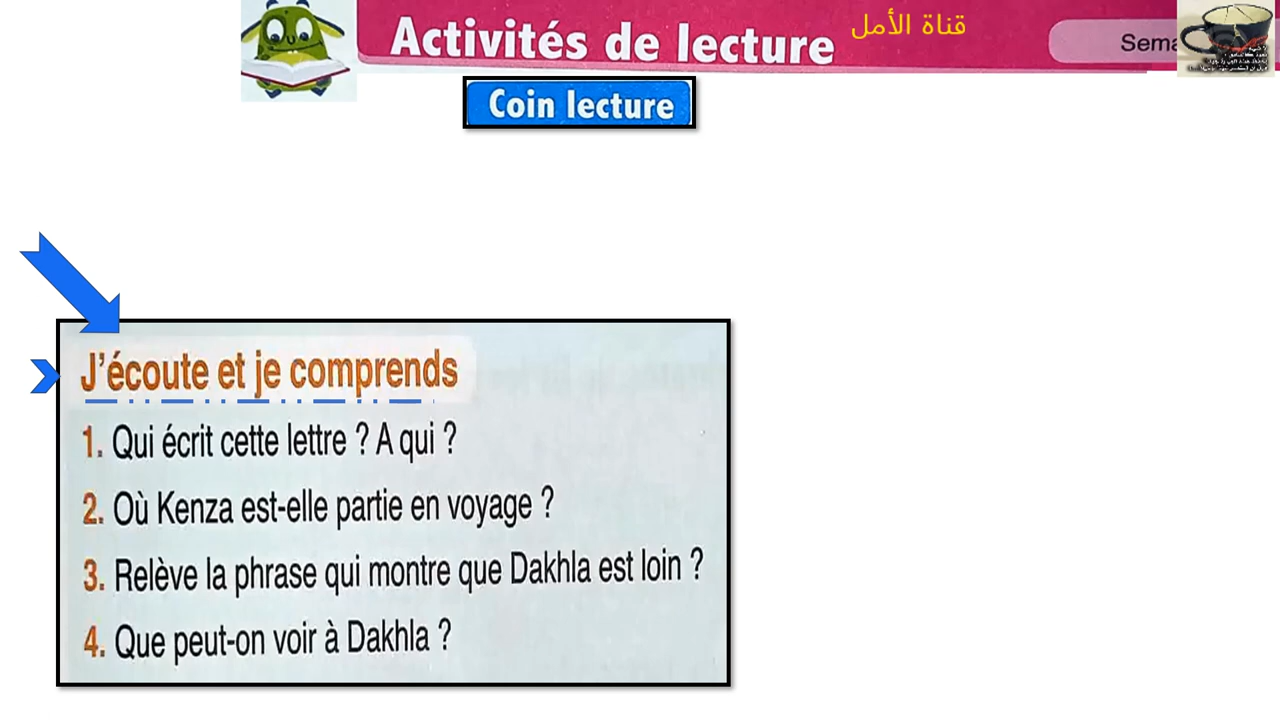 Activités de lecture
قناة الأمل
Sema
Coin lecture
J'écoute et je comprends
1. Qui écrit cette lettre ? A qui ?
2. Où Kenza est-elle partie en voyage ?
3. Relève la phrase qui montre que Dakhla est loin ?
4. Que peut-on voir à Dakhla ?